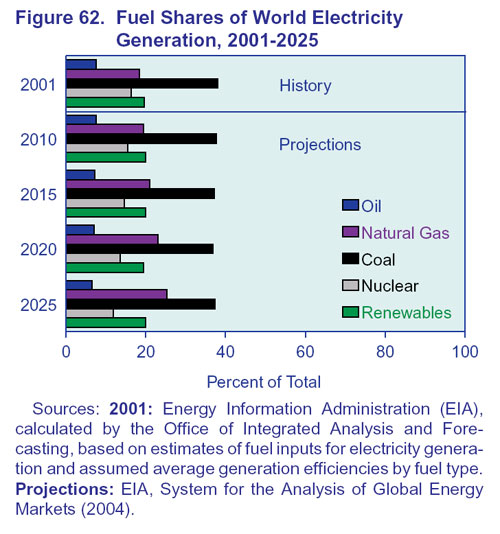 Figure 62. Fuel Shares of World Electricity
Generation, 2001-2025
2001
History
2010
Projections
2015
Oil
Natural Gas
2020
Coal
Nuclear
2025
Renewables
0 20 40 60 80 100
Percent of Total
Sources: 2001: Energy Information Administration (EIA),
calculated by the Office of Integrated Analysis and Fore-
casting, based on estimates of fuel inputs for electricity genera-
tion and assumed average generation efficiencies by fuel type.
Projections: EIA, System for the Analysis of Global Energy
Markets (2004).